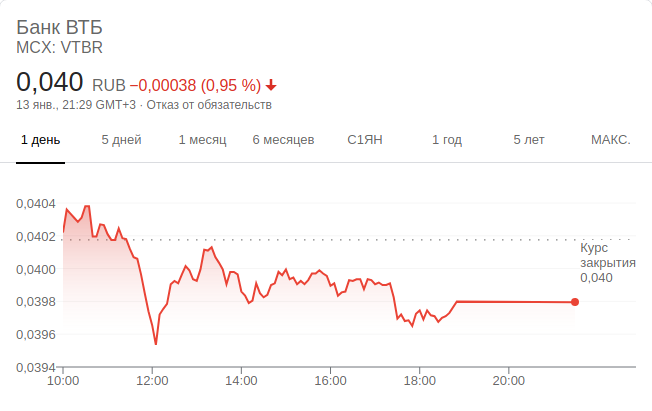 Банк ВТБ
MCX: VTBR
0,040 RUB −0,00038 (0,95 %)
13 янв., 21:29 GMT+3 · Отказ от обязательств
1 день 5 дней 1 месяц 6 месяцев С1ЯН 1 год 5 лет МАКС.
0,0404
0,0402
0,0400
0,0398
0,0396
0,0394
Курс
закрытия
0,040
10:00 12:00 14:00 16:00 18:00 20:00